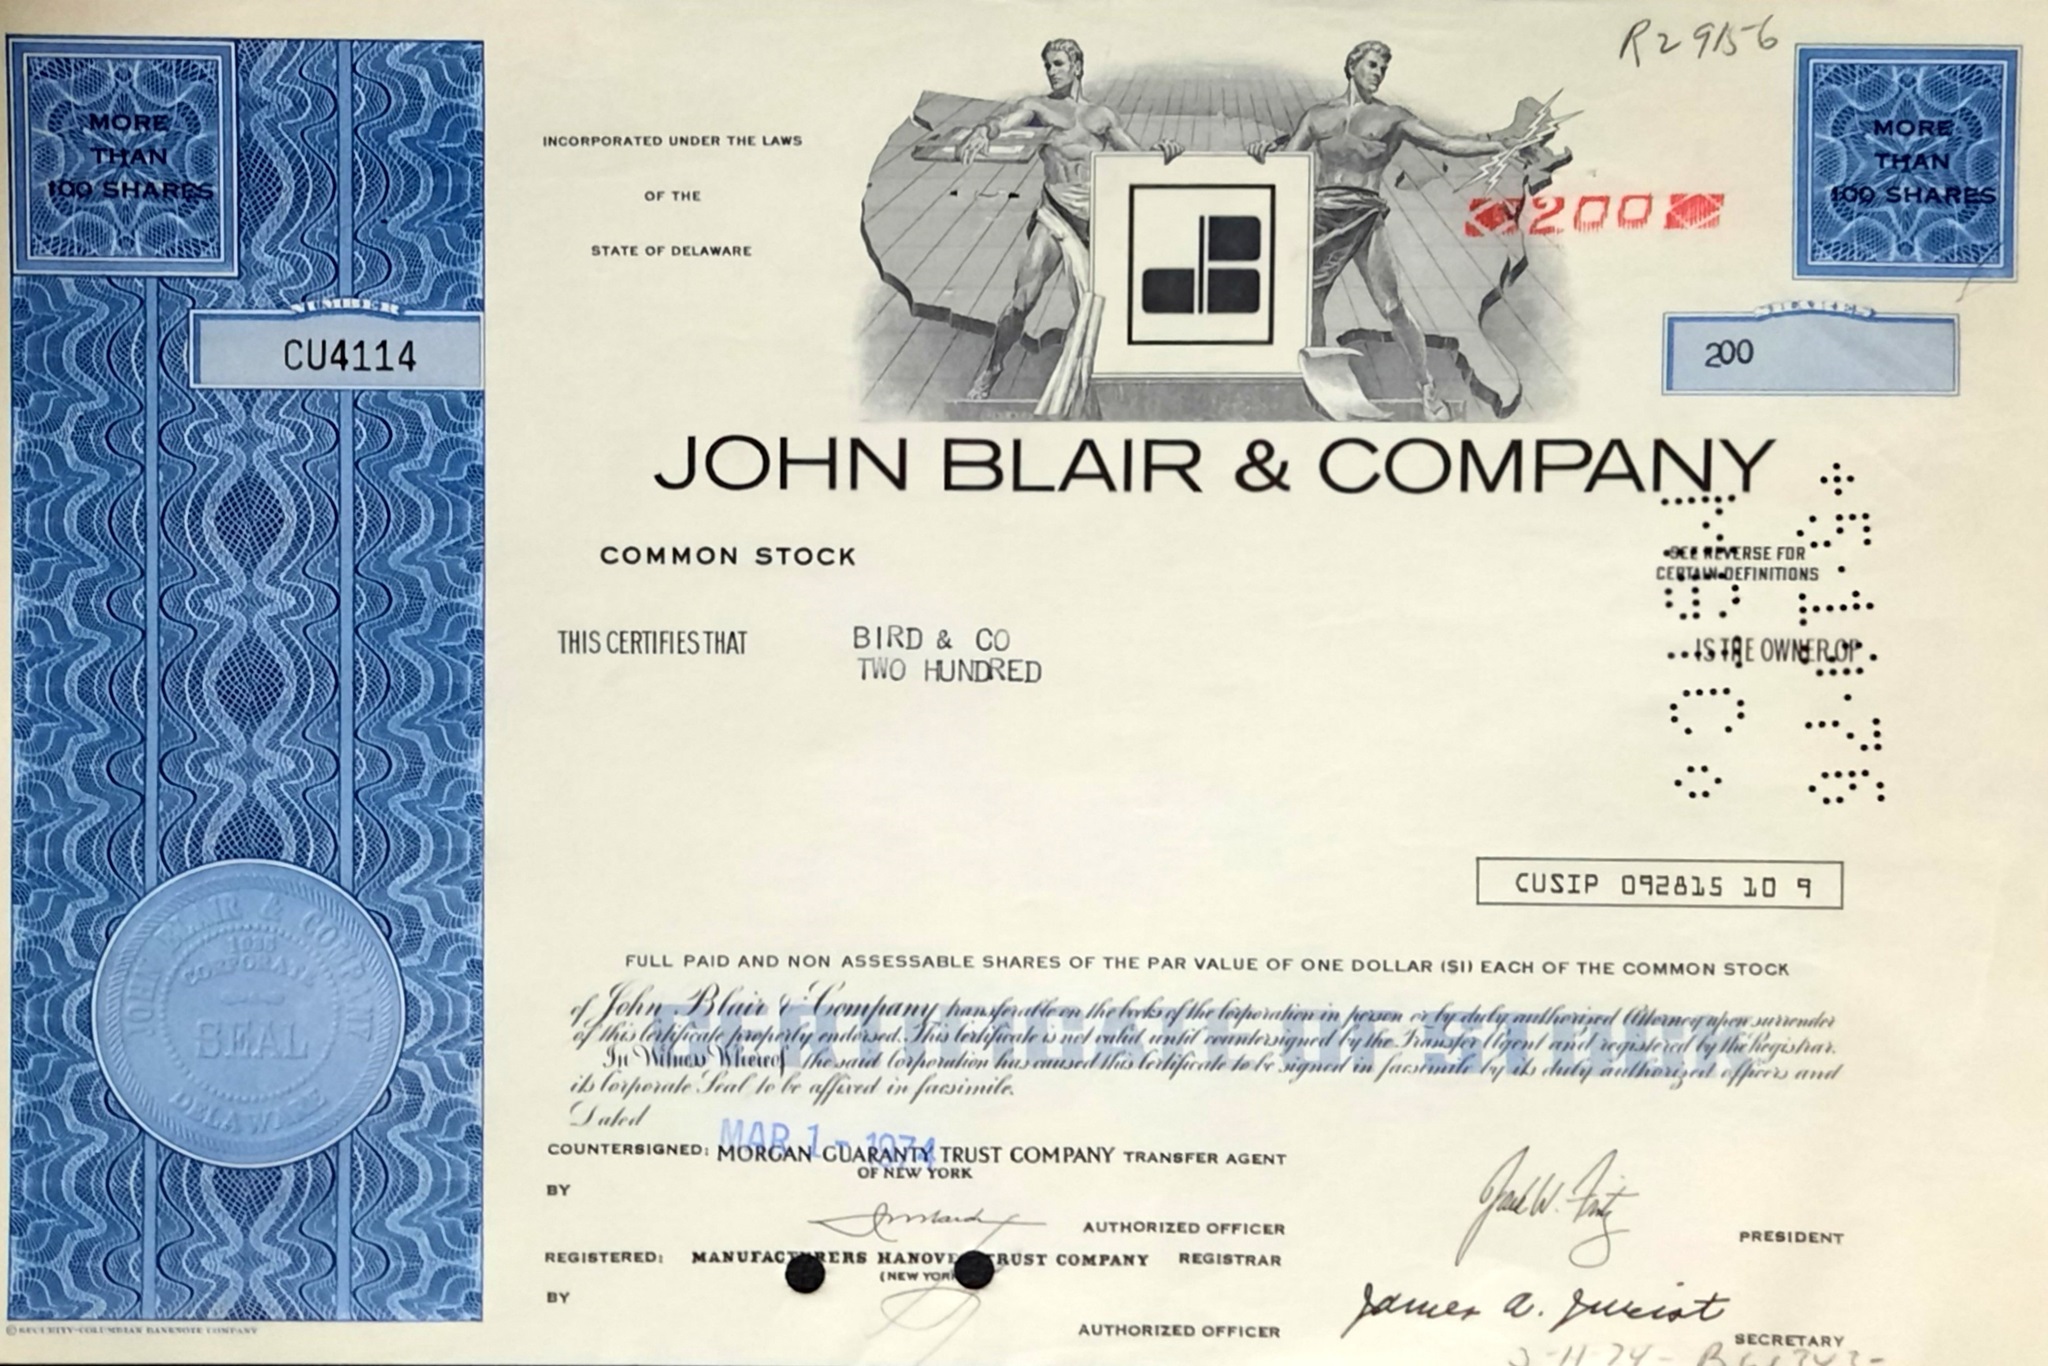 R29156
MORE
THAN
100 SHARES
INCORPORATED UNDER THE LAWS
OF THE
STATE OF DELAWARE
200
MORE
THAN
100 SHARES
NUMBER
CU4114
SHARES
200
JOHN BLAIR & COMPANY
COMMON STOCK
SEE REVERSE FOR
CERTAIN DEFINITIONS
THIS CERTIFIES THAT BIRD & CO IS THE OWNER OF
TWO HUNDRED
CUSIP 092815 10 9
FULL PAID AND NON ASSESSABLE SHARES OF THE PAR VALUE OF ONE DOLLAR ($1) EACH OF THE COMMON STOCK
of John Blair & Company transferable on the books of the Corporation in person or by duly authorized Attorney upon surrender
of this certificate properly endorsed. This certificate is not valid until countersigned by the Transfer Agent and registered by the Registrar.
In Witness Whereof the said Corporation has caused this certificate to be signed in facsimile by its duly authorized officers and
its Corporate Seal to be affixed in facsimile.
Dated MAR 1 - 1974
COUNTERSIGNED: MORGAN GUARANTY TRUST COMPANY TRANSFER AGENT
OF NEW YORK
BY
AUTHORIZED OFFICER
Jack W. Fritz
PRESIDENT
REGISTERED: MANUFACTURERS HANOVER TRUST COMPANY REGISTRAR
(NEW YORK
BY
AUTHORIZED OFFICER
James A.
SECRETARY
JOHN BLAIR & COMPANY
CORPORATE
SEAL
DELAWARE
©SECURITY-COLUMBIAN BANKNOTE COMPANY